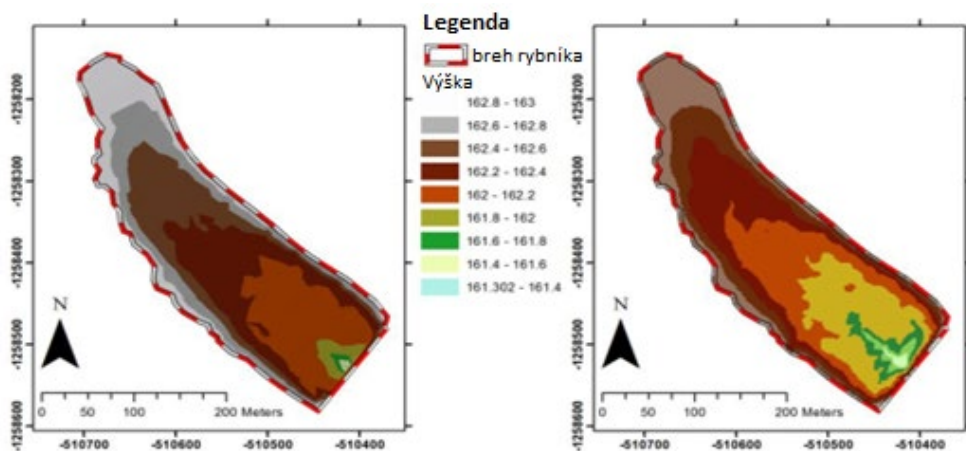 Legenda
breh rybníka
Výška
162.8 - 163
162.6 - 162.8
162.4 - 162.6
162.2 - 162.4
162 - 162.2
161.8 - 162
161.6 - 161.8
161.4 - 161.6
161.302 - 161.4
-1258200
-1258300
-1258400
-1258500
-1258600
N
0 50 100 200 Meters
-510700 -510600 -510500 -510400
-1258200
-1258300
-1258400
-1258500
-1258600
N
0 50 100 200 Meters
-510700 -510600 -510500 -510400